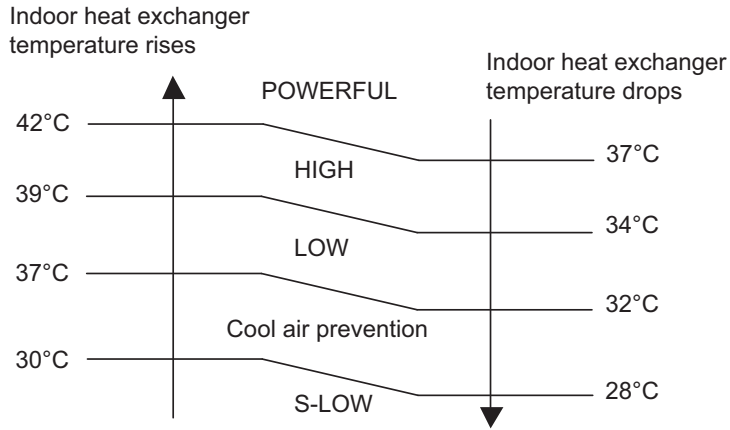 Indoor heat exchanger
temperature rises
Indoor heat exchanger
temperature drops
POWERFUL
42°C
37°C
HIGH
39°C
34°C
LOW
37°C
32°C
Cool air prevention
30°C
28°C
S-LOW